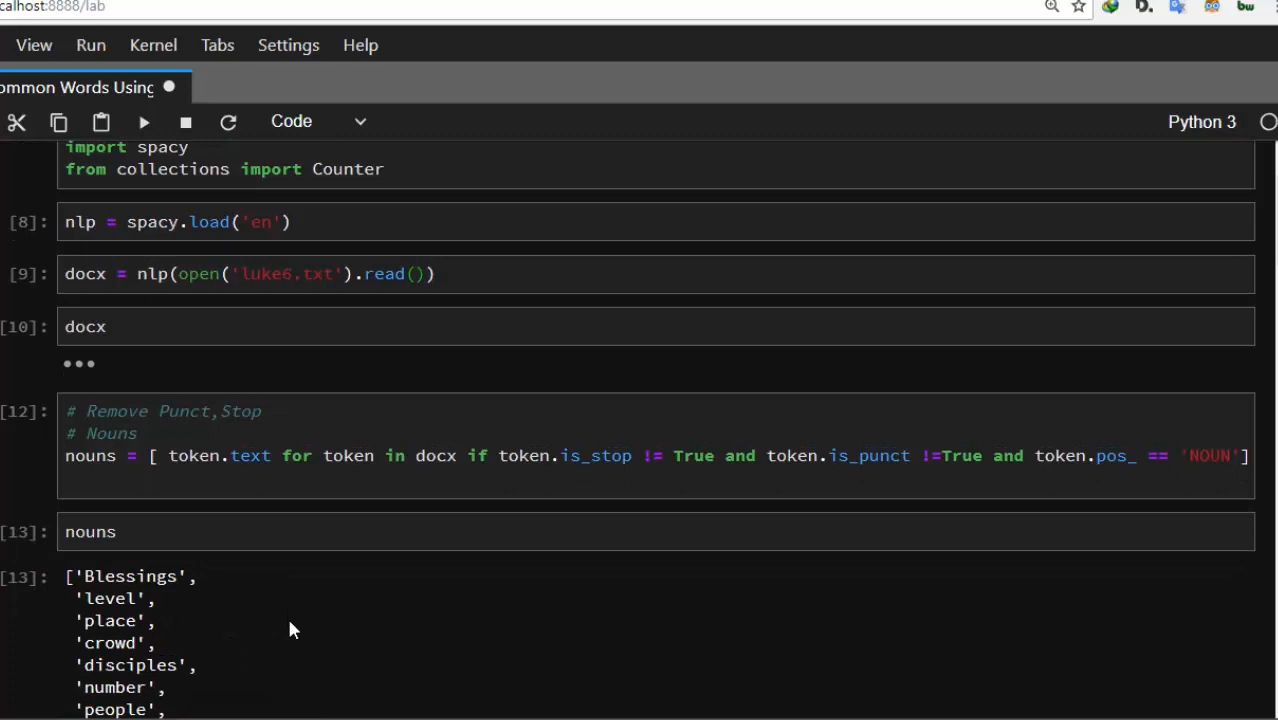 calhost:8888/lab
D.
bw
View Run Kernel Tabs Settings Help
ommon Words Using
Code Python 3
import spacy
from collections import Counter
[8]: nlp = spacy.load('en')
[9]: docx = nlp(open('luke6.txt').read())
[10]: docx
[12]: # Remove Punct,Stop
# Nouns
nouns = [ token.text for token in docx if token.is_stop != True and token.is_punct !=True and token.pos_ == 'NOUN']
[13]: nouns
[13]: ['Blessings',
'level',
'place',
'crowd',
'disciples',
'number',
'people',